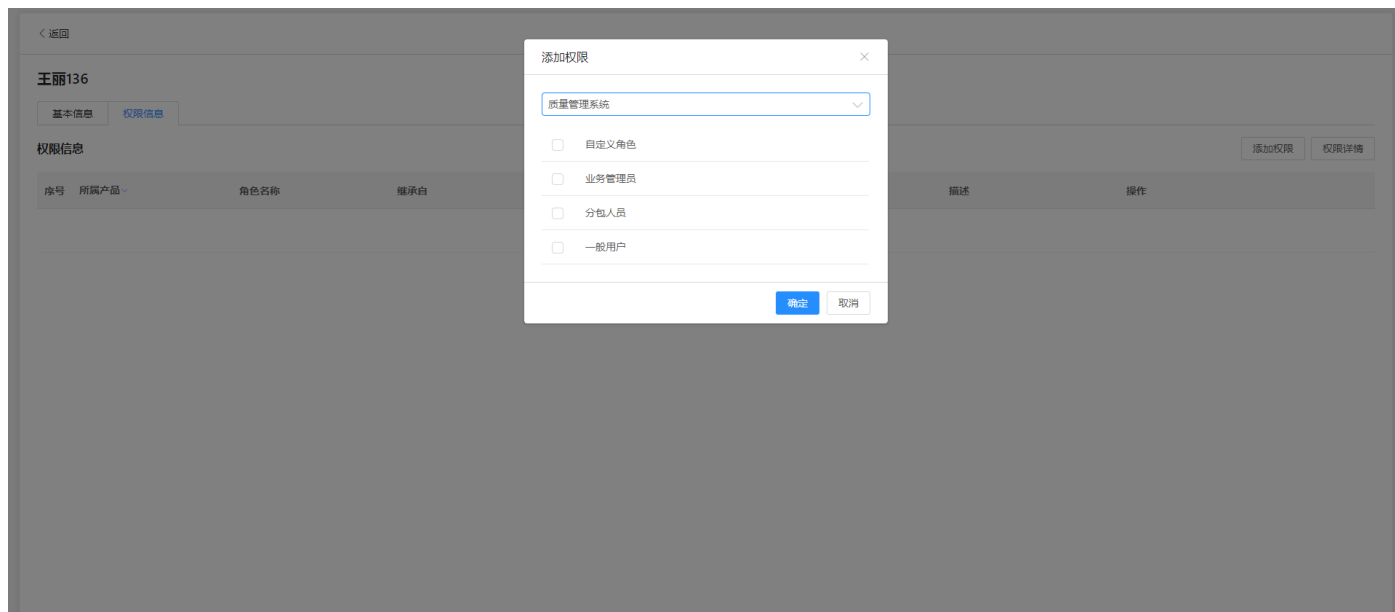 返回
王丽136
基本信息 权限信息
权限信息 添加权限 权限详情
序号 所属产品 角色名称 继承自 描述 操作
添加权限
质量管理系统
自定义角色
业务管理员
分包人员
一般用户
确定 取消